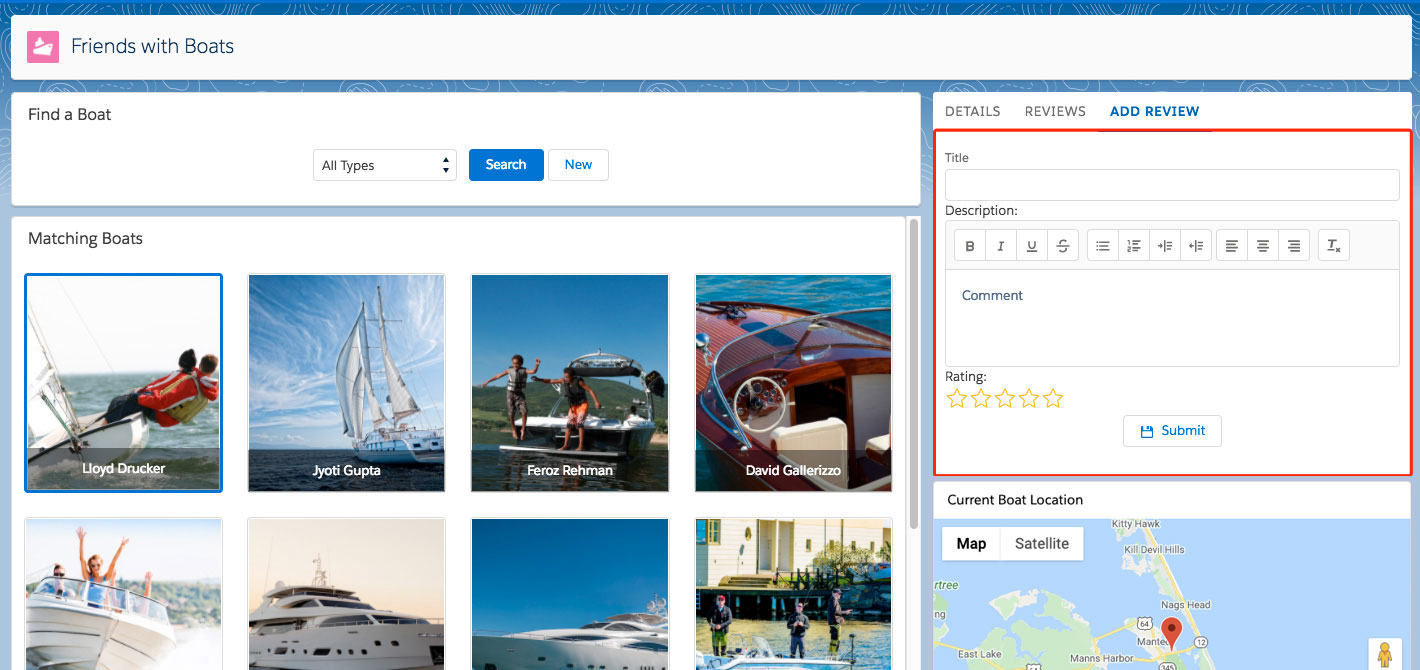 Friends with Boats
Find a Boat
All Types
Search
New
Matching Boats
Lloyd Drucker
Jyoti Gupta
Feroz Rehman
David Gallerizzo
DETAILS
REVIEWS
ADD REVIEW
Title
Description:
B I U S
Comment
Rating:
Submit
Current Boat Location
Map
Satellite
Kitty Hawk
Kill Devil Hills
rtree
ng
Nags Head
64
Manteo
12
East Lake
Manns Harbor
345